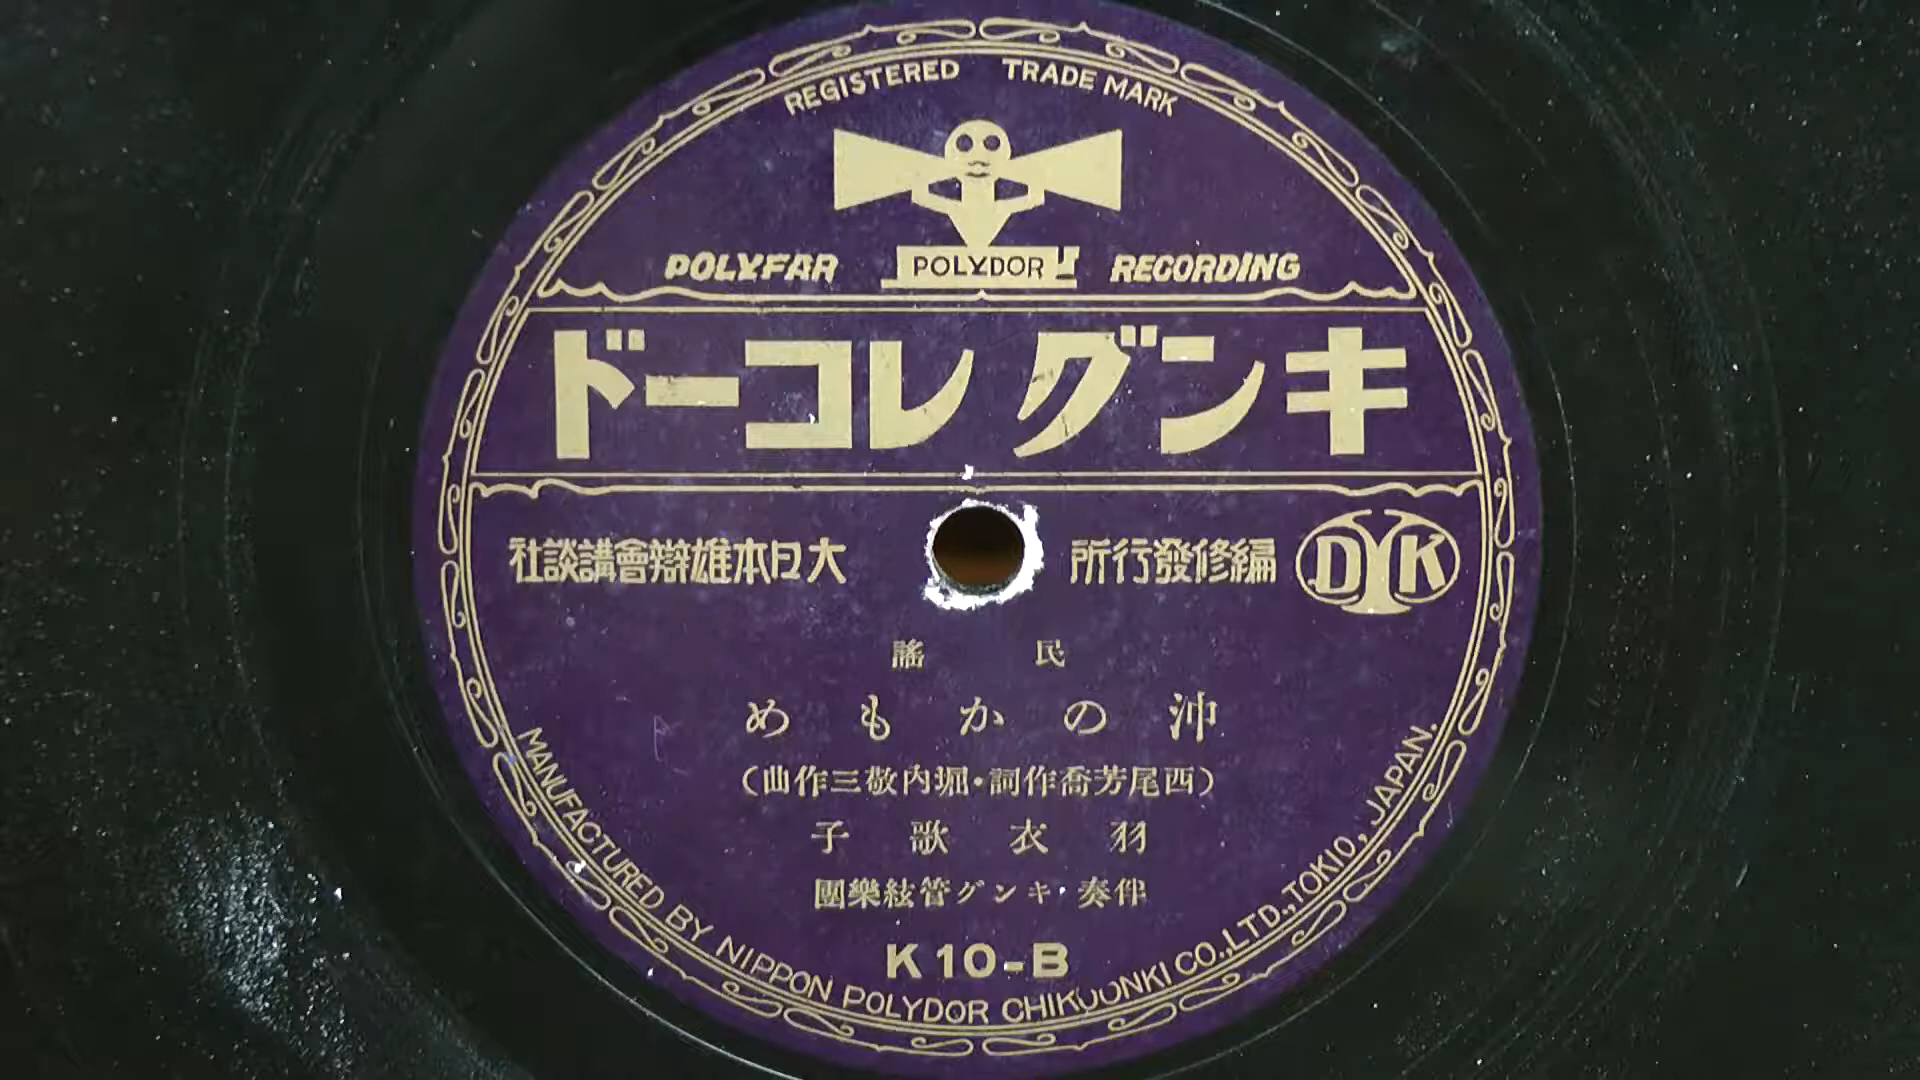 REGISTERED TRADE MARK
POLYFAR POLYDOR RECORDING
キングレコード
DYK 編修發行所 大日本雄辯會講談社
民謠
沖のかもめ
(西尾芳喬作詞・堀内敬三作曲)
羽衣歌子
伴奏・キング管絃樂團
K10-B
MANUFACTURED BY NIPPON POLYDOR CHIKUONKI CO., LTD., TOKIO, JAPAN.